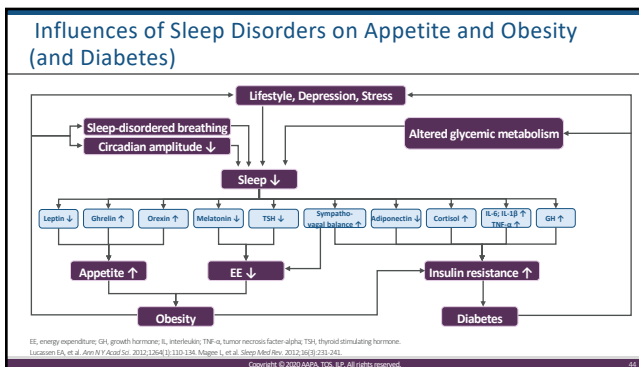 Influences of Sleep Disorders on Appetite and Obesity
(and Diabetes)
Lifestyle, Depression, Stress
Sleep-disordered breathing
Circadian amplitude ↓
Altered glycemic metabolism
Sleep ↓
Leptin ↓
Ghrelin ↑
Orexin ↑
Melatonin ↓
TSH ↓
Sympatho-
vagal balance ↑
Adiponectin ↓
Cortisol ↑
IL-6; IL-1β ↑
TNF-α ↑
GH ↑
Appetite ↑
EE ↓
Insulin resistance ↑
Obesity
Diabetes
EE, energy expenditure; GH, growth hormone; IL, interleukin; TNF-α, tumor necrosis facter-alpha; TSH, thyroid stimulating hormone.
Lucassen EA, et al. Ann N Y Acad Sci. 2012;1264(1):110-134. Magee L, et al. Sleep Med Rev. 2012;16(3):231-241.
Copyright © 2020 AAPA, TOS, ILP. All rights reserved.
44